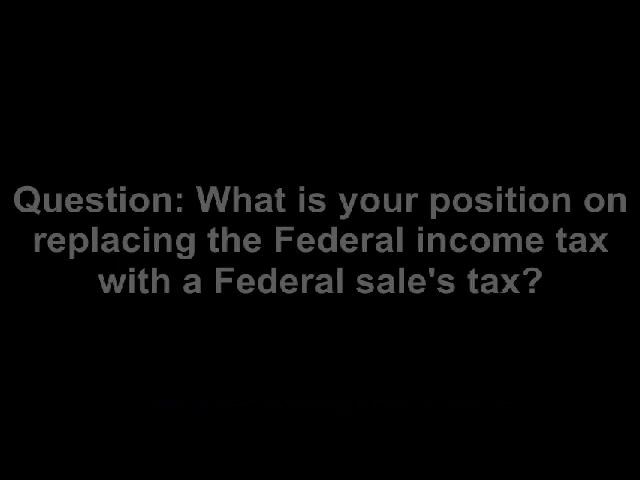 Question: What is your position on
replacing the Federal income tax
with a Federal sale's tax?